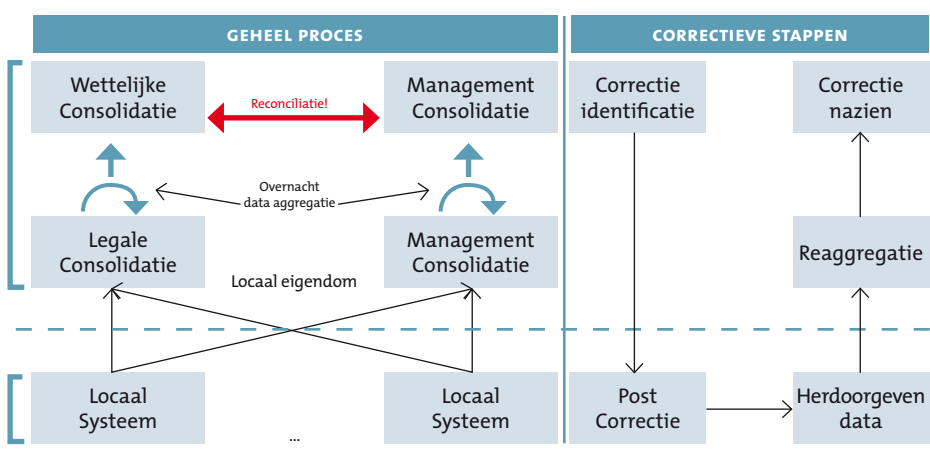 GEHEEL PROCES
CORRECTIEVE STAPPEN
Wettelijke
Consolidatie
Reconciliatie!
Management
Consolidatie
Correctie
identificatie
Correctie
nazien
Overnacht
data aggregatie
Legale
Consolidatie
Management
Consolidatie
Reaggregatie
Locaal eigendom
Locaal
Systeem
...
Locaal
Systeem
Post
Correctie
Herdoorgeven
data